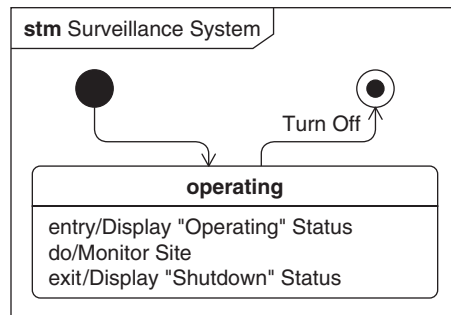 stm Surveillance System
Turn Off
operating
entry/Display "Operating" Status
do/Monitor Site
exit/Display "Shutdown" Status